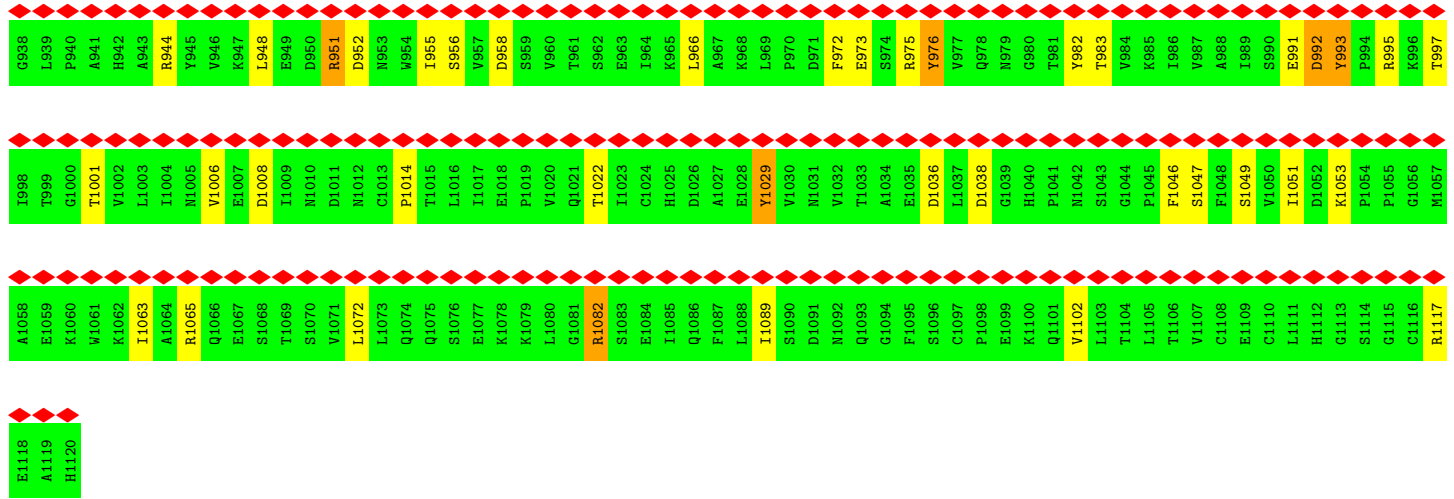 G938 L939 P940 A941 H942 A943 R944 Y945 V946 K947 L948 E949 D950 R951 D952 N953 W954 I955 S956 V957 D958 S959 V960 T961 S962 E963 I964 K965 L966 A967 K968 L969 P970 D971 F972 E973 S974 R975 Y976 V977 Q978 N979 G980 T981 Y982 T983 V984 K985 I986 V987 A988 I989 S990 E991 D992 Y993 P994 R995 K996 T997
I998 T999 G1000 T1001 V1002 L1003 I1004 N1005 V1006 E1007 D1008 I1009 N1010 D1011 N1012 C1013 P1014 T1015 L1016 I1017 E1018 P1019 V1020 Q1021 T1022 I1023 C1024 H1025 D1026 A1027 E1028 Y1029 V1030 N1031 V1032 T1033 A1034 E1035 D1036 L1037 D1038 G1039 H1040 P1041 N1042 S1043 G1044 P1045 F1046 S1047 F1048 S1049 V1050 I1051 D1052 K1053 P1054 P1055 G1056 M1057
A1058 E1059 K1060 W1061 K1062 I1063 A1064 R1065 Q1066 E1067 S1068 T1069 S1070 V1071 L1072 L1073 Q1074 Q1075 S1076 E1077 K1078 K1079 L1080 G1081 R1082 S1083 E1084 I1085 Q1086 F1087 L1088 I1089 S1090 D1091 N1092 Q1093 G1094 F1095 S1096 C1097 P1098 E1099 K1100 Q1101 V1102 L1103 T1104 L1105 T1106 V1107 C1108 E1109 C1110 L1111 H1112 G1113 S1114 G1115 C1116 R1117
E1118 A1119 H1120